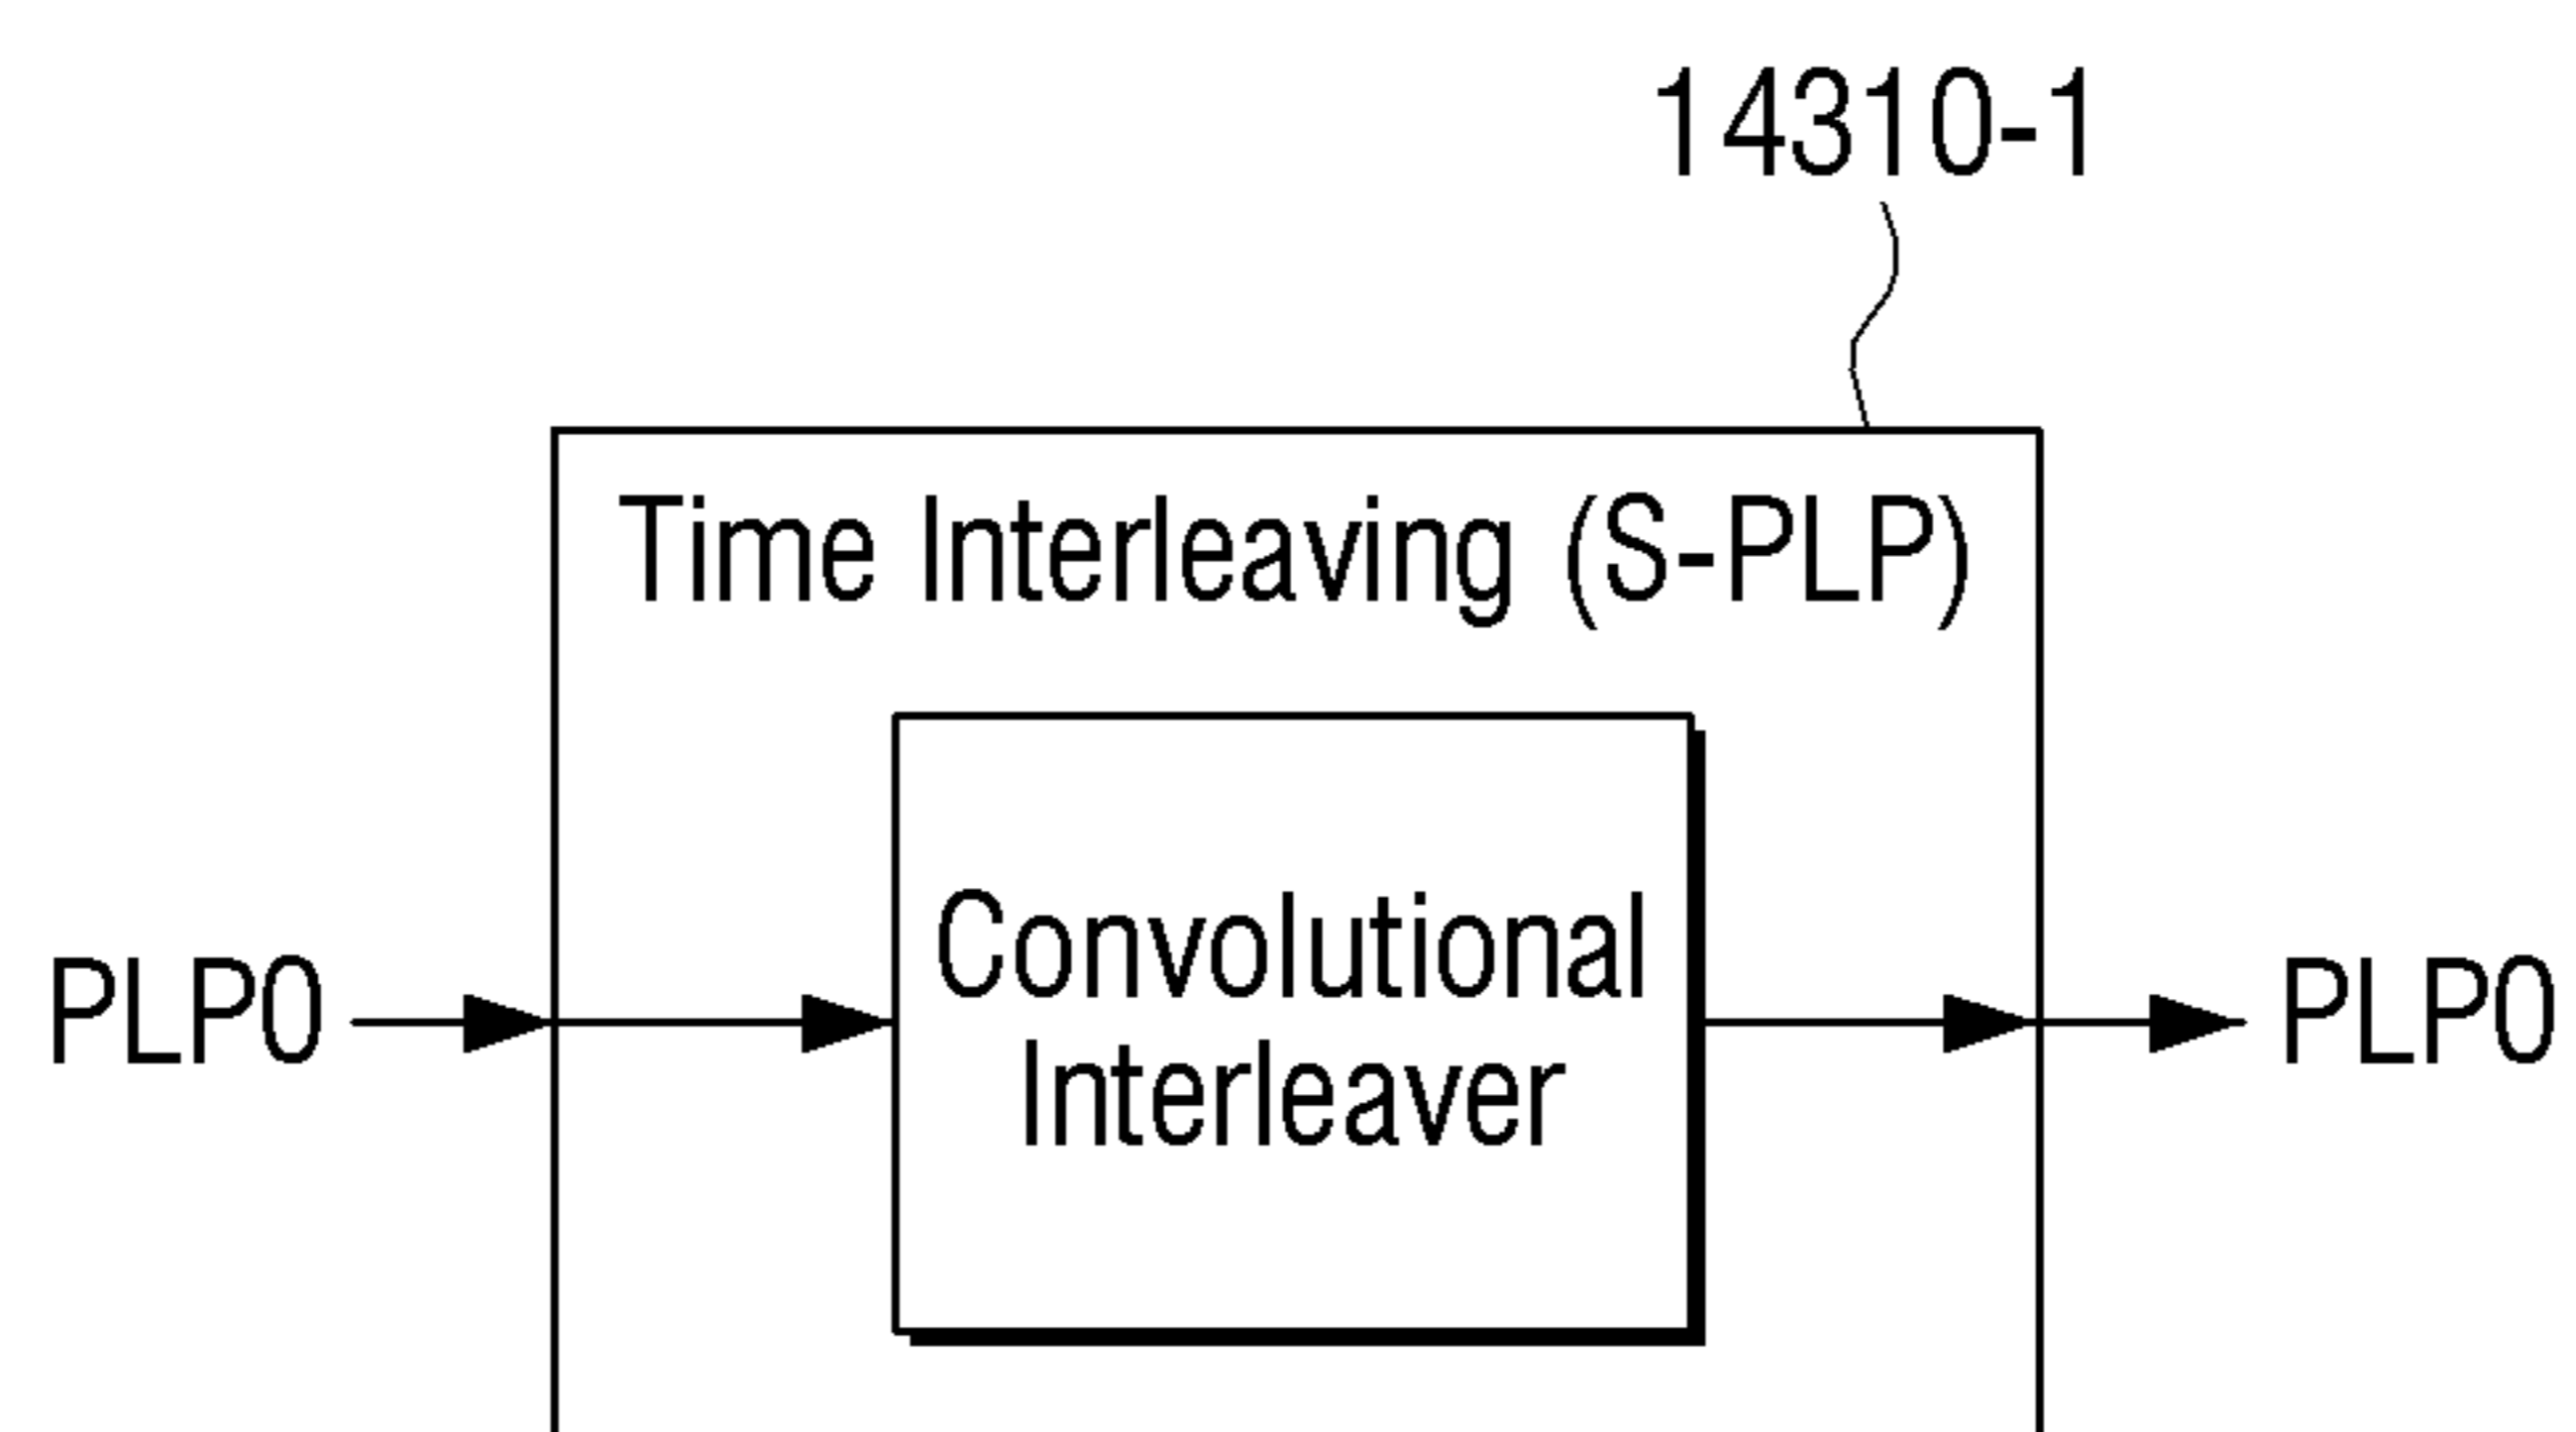 14310-1
Time Interleaving (S-PLP)
PLP0
Convolutional
Interleaver
PLP0